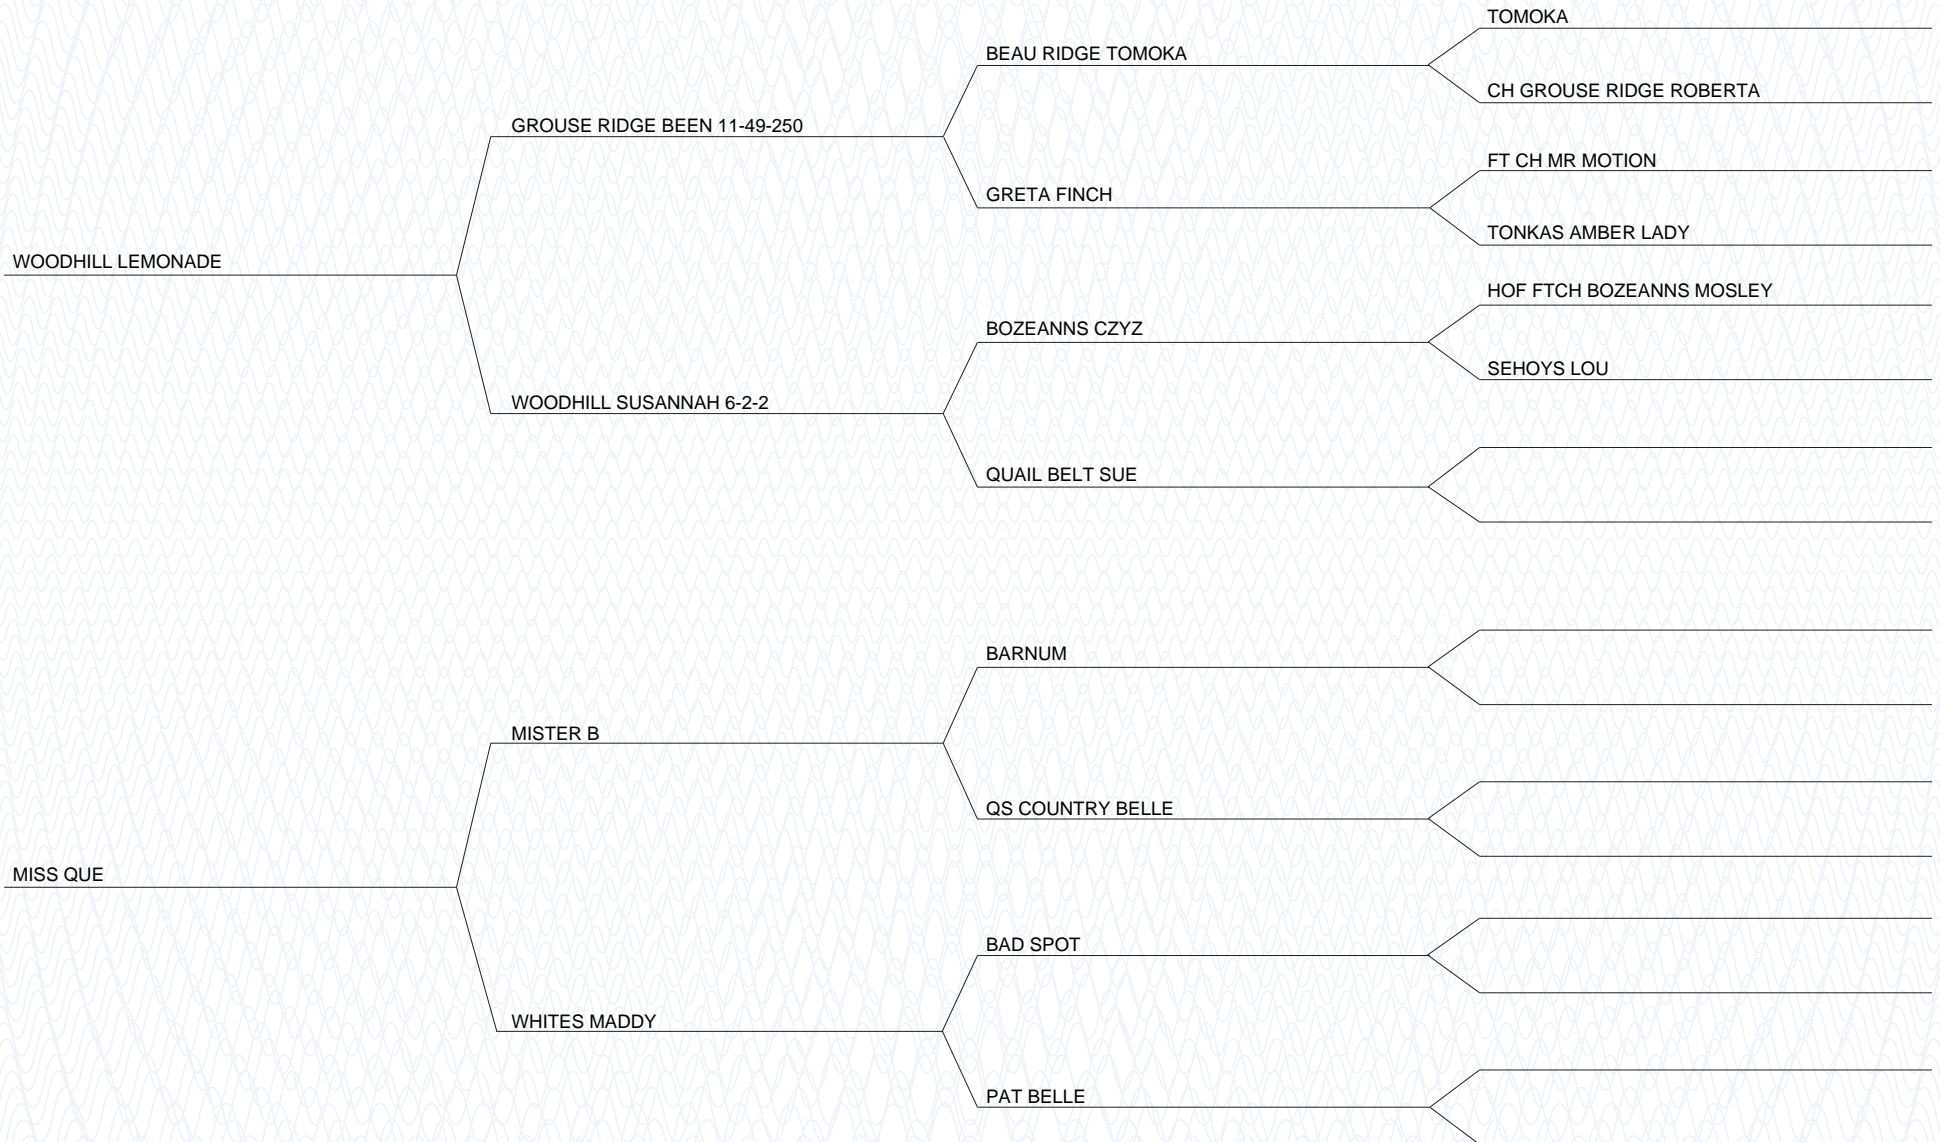 TOMOKA
BEAU RIDGE TOMOKA
CH GROUSE RIDGE ROBERTA
GROUSE RIDGE BEEN 11-49-250
FT CH MR MOTION
GRETA FINCH
TONKAS AMBER LADY
WOODHILL LEMONADE
HOF FTCH BOZEANNS MOSLEY
BOZEANNS CZYZ
SEHOYS LOU
WOODHILL SUSANNAH 6-2-2
QUAIL BELT SUE
BARNUM
MISTER B
QS COUNTRY BELLE
MISS QUE
BAD SPOT
WHITES MADDY
PAT BELLE